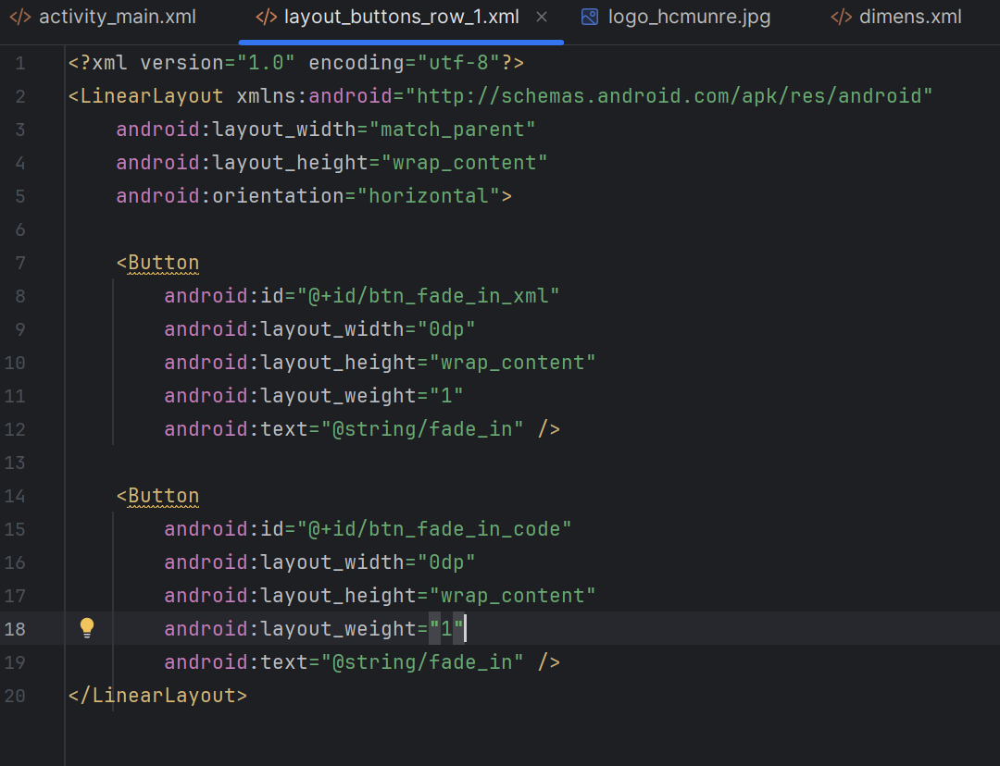 activity_main.xml layout_buttons_row_1.xml logo_hcmunre.jpg dimens.xml
1 <?xml version="1.0" encoding="utf-8"?>
2 <LinearLayout xmlns:android="http://schemas.android.com/apk/res/android"
3     android:layout_width="match_parent"
4     android:layout_height="wrap_content"
5     android:orientation="horizontal">
6
7     <Button
8         android:id="@+id/btn_fade_in_xml"
9         android:layout_width="0dp"
10         android:layout_height="wrap_content"
11         android:layout_weight="1"
12         android:text="@string/fade_in" />
13
14     <Button
15         android:id="@+id/btn_fade_in_code"
16         android:layout_width="0dp"
17         android:layout_height="wrap_content"
18         android:layout_weight="1"
19         android:text="@string/fade_in" />
20 </LinearLayout>